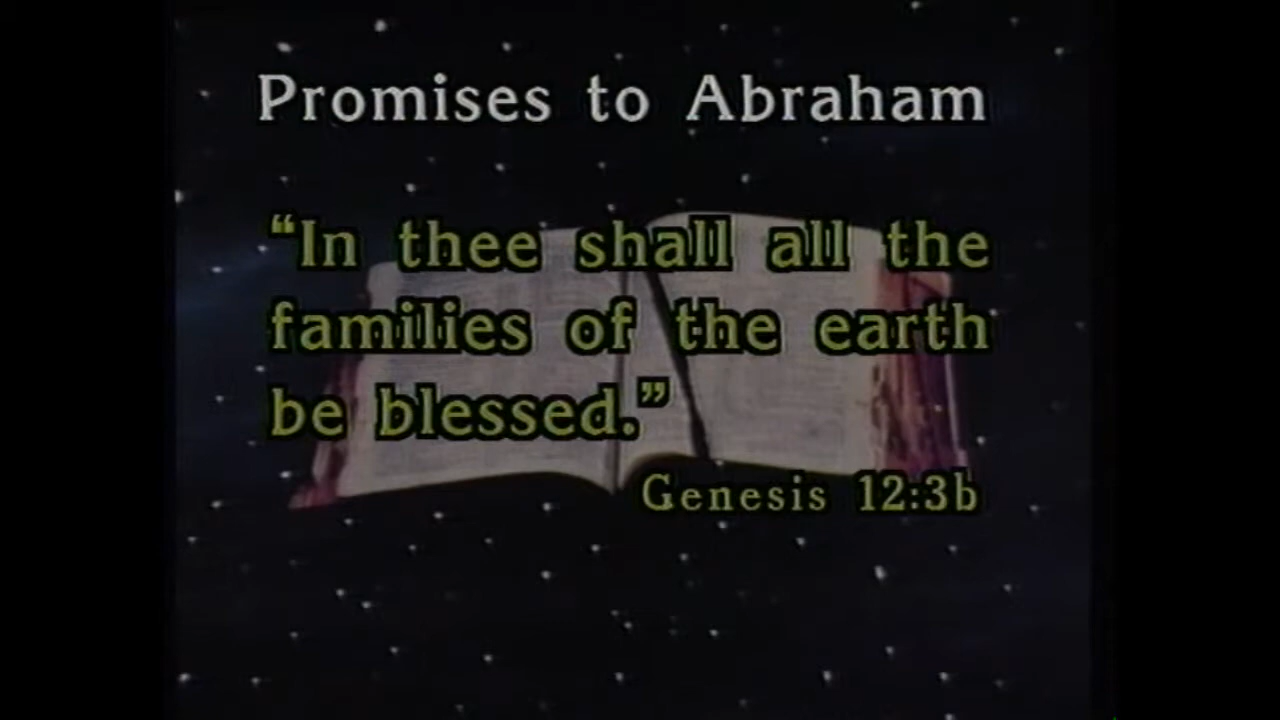 Promises to Abraham
“In thee shall all the
families of the earth
be blessed.”
Genesis 12:3b